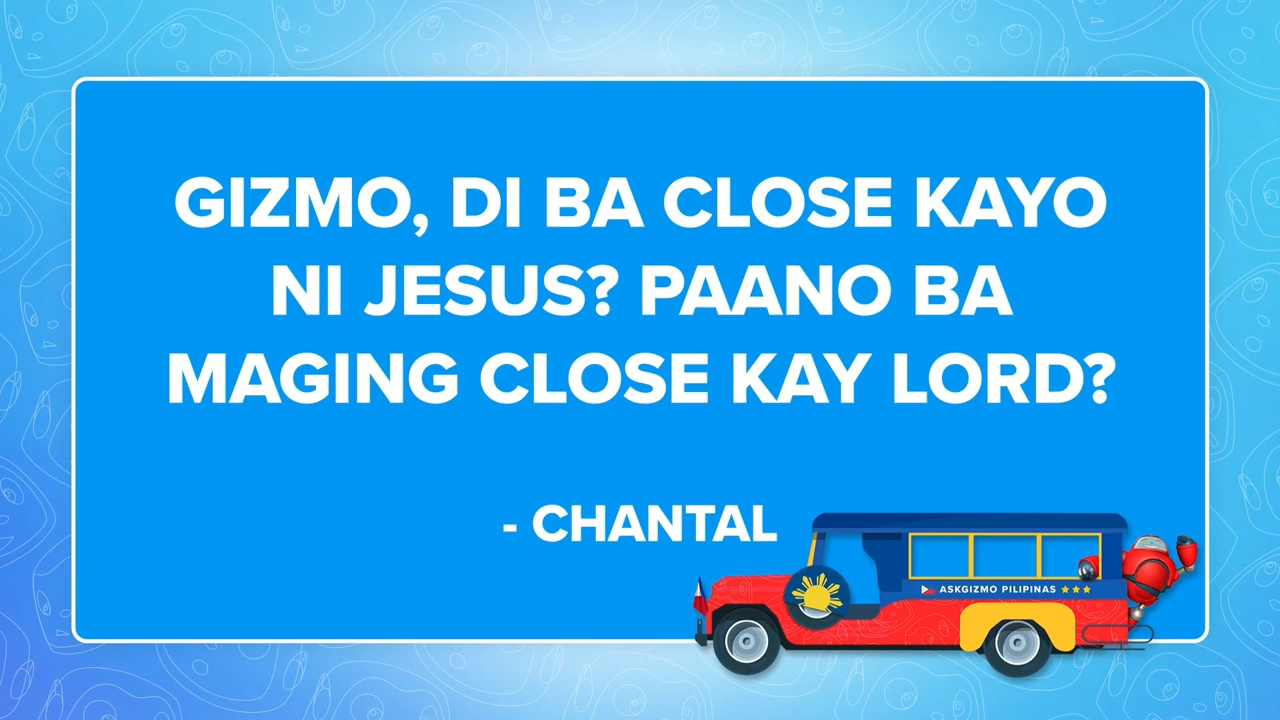 GIZMO, DI BA CLOSE KAYO
NI JESUS? PAANO BA
MAGING CLOSE KAY LORD?
- CHANTAL
ASKGIZMO PILIPINAS